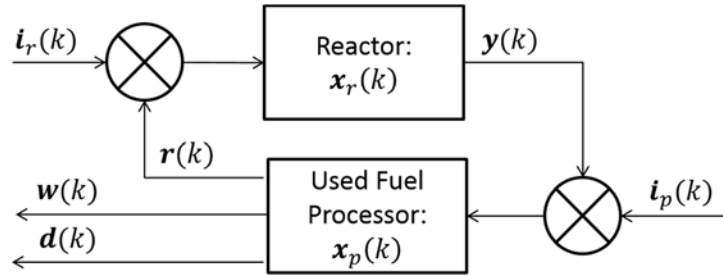 i_r(k)
Reactor:
x_r(k)
y(k)
r(k)
w(k)
d(k)
Used Fuel
Processor:
x_p(k)
i_p(k)